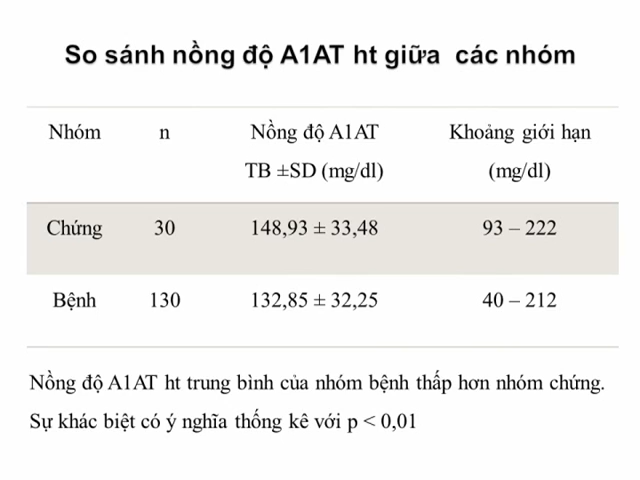 So sánh nồng độ A1AT ht giữa các nhóm
Nhóm n Nồng độ A1AT Khoảng giới hạn
TB ±SD (mg/dl) (mg/dl)
Chứng 30 148,93 ± 33,48 93 – 222
Bệnh 130 132,85 ± 32,25 40 – 212
Nồng độ A1AT ht trung bình của nhóm bệnh thấp hơn nhóm chứng.
Sự khác biệt có ý nghĩa thống kê với p < 0,01